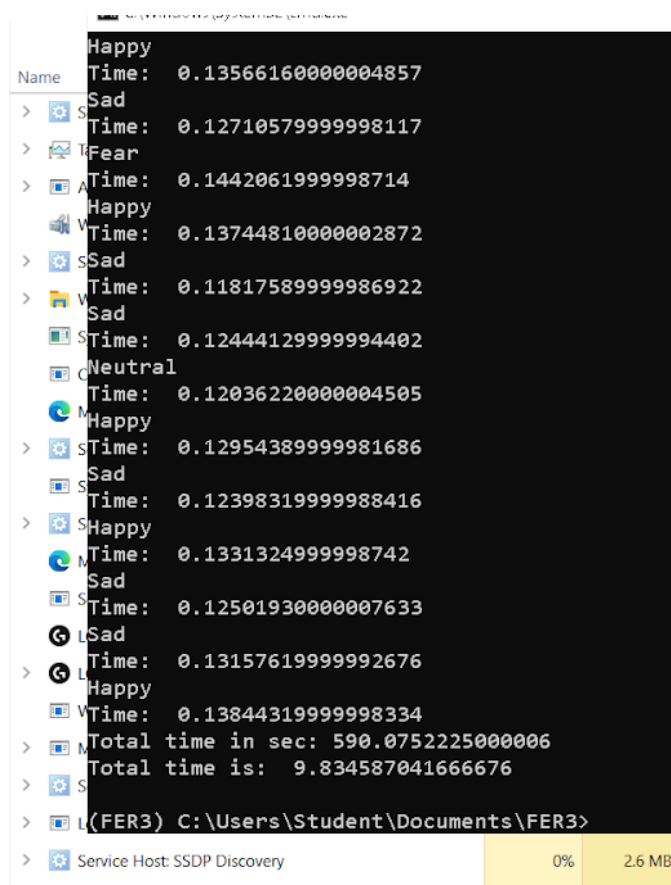 Name
Happy
Time: 0.13566160000004857
Sad
Time: 0.12710579999998117
Fear
Time: 0.1442061999998714
Happy
Time: 0.13744810000002872
Sad
Time: 0.11817589999986922
Sad
Time: 0.12444129999994402
Neutral
Time: 0.12036220000004505
Happy
Time: 0.12954389999981686
Sad
Time: 0.12398319999988416
Happy
Time: 0.1331324999998742
Sad
Time: 0.12501930000007633
Sad
Time: 0.13157619999992676
Happy
Time: 0.13844319999998334
Total time in sec: 590.0752225000006
Total time is: 9.834587041666676
(FER3) C:\Users\Student\Documents\FER3>
Service Host: SSDP Discovery 0% 2.6 MB